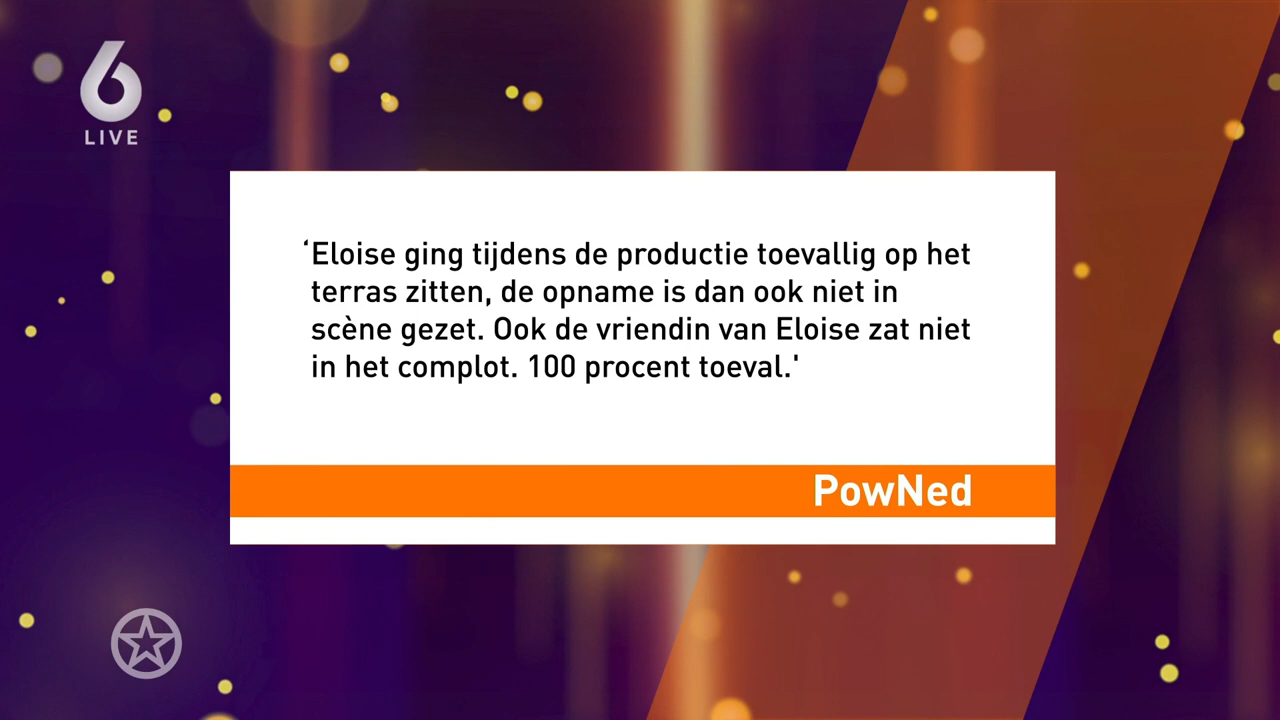 6
LIVE
‘Eloise ging tijdens de productie toevallig op het
terras zitten, de opname is dan ook niet in
scène gezet. Ook de vriendin van Eloise zat niet
in het complot. 100 procent toeval.'
PowNed